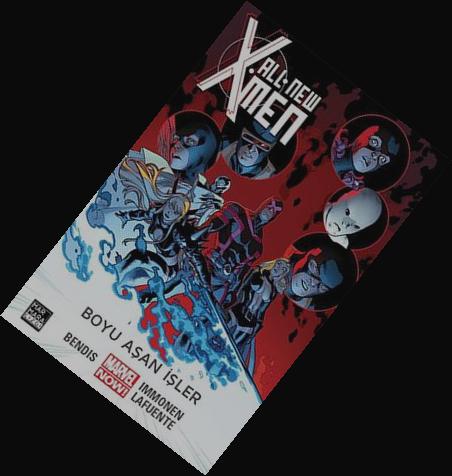 ALL-NEW
X-MEN
BOYU AŞAN İŞLER
BENDIS
MARVEL
NOW!
IMMONEN
LAFUENTE